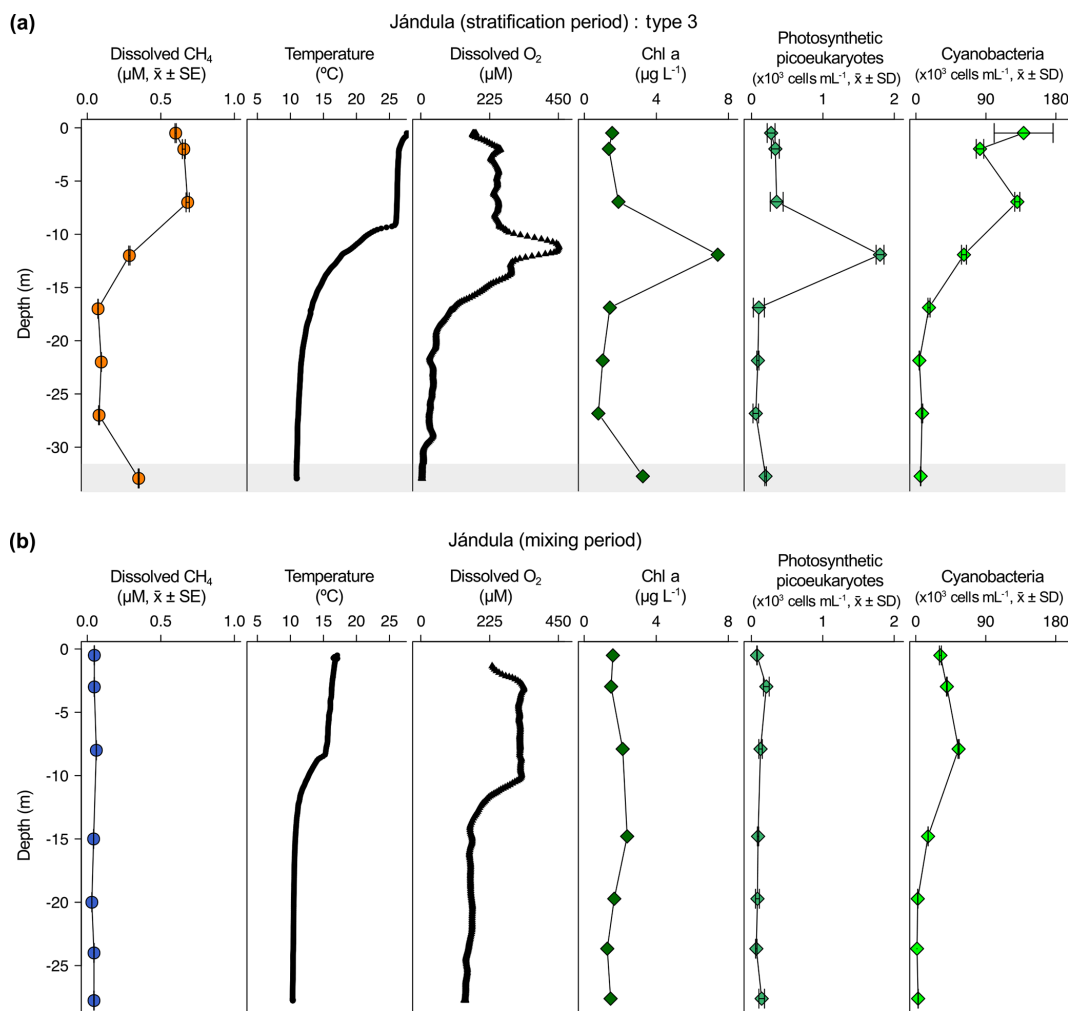 (a)
Jándula (stratification period) : type 3
Dissolved CH₄
(µM, x̄ ± SE)
Temperature
(ºC)
Dissolved O₂
(µM)
Chl a
(µg L⁻¹)
Photosynthetic
picoeukaryotes
(x10³ cells mL⁻¹, x̄ ± SD)
Cyanobacteria
(x10³ cells mL⁻¹, x̄ ± SD)
0.0 0.5 1.0 5 10 15 20 25 0 225 450 0 4 8 0 1 2 0 90 180
0
-5
-10
-15
-20
-25
-30
Depth (m)
(b)
Jándula (mixing period)
Dissolved CH₄
(µM, x̄ ± SE)
Temperature
(ºC)
Dissolved O₂
(µM)
Chl a
(µg L⁻¹)
Photosynthetic
picoeukaryotes
(x10³ cells mL⁻¹, x̄ ± SD)
Cyanobacteria
(x10³ cells mL⁻¹, x̄ ± SD)
0.0 0.5 1.0 5 10 15 20 25 0 225 450 0 4 8 0 1 2 0 90 180
0
-5
-10
-15
-20
-25
Depth (m)